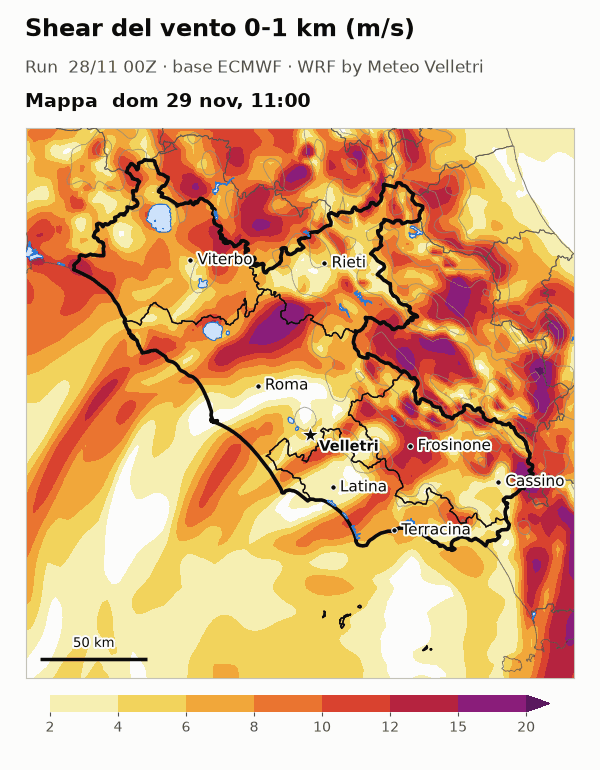 Shear del vento 0-1 km (m/s)
Run  28/11 00Z · base ECMWF · WRF by Meteo Velletri
Mappa  dom 29 nov, 11:00
Viterbo
Rieti
Roma
Velletri
Frosinone
Cassino
Latina
Terracina
50 km
2 4 6 8 10 12 15 20